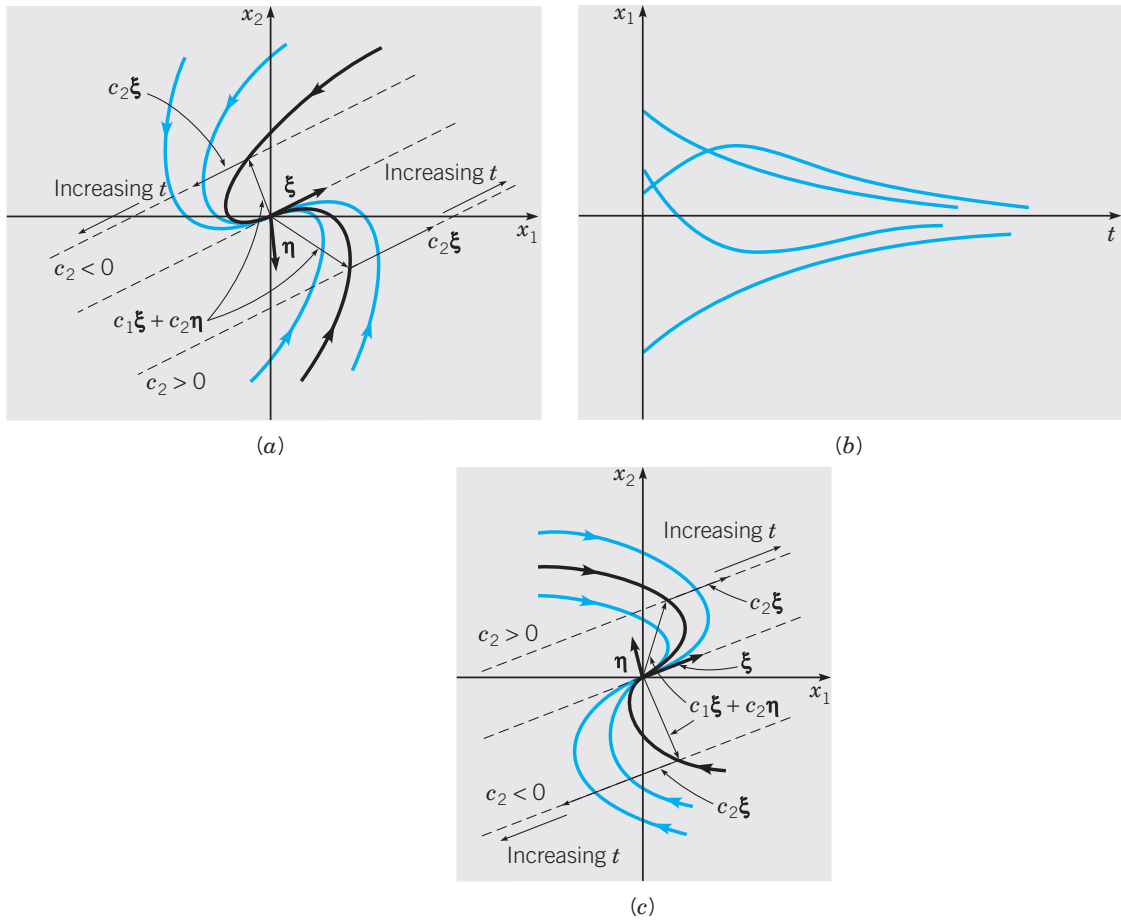 x₂
c₂ξ
Increasing t
ξ
Increasing t
x₁
c₂ξ
η
c₂ < 0
c₁ξ + c₂η
c₂ > 0
(a)
x₁
t
(b)
x₂
Increasing t
c₂ξ
c₂ > 0
η
ξ
x₁
c₁ξ + c₂η
c₂ < 0
c₂ξ
Increasing t
(c)